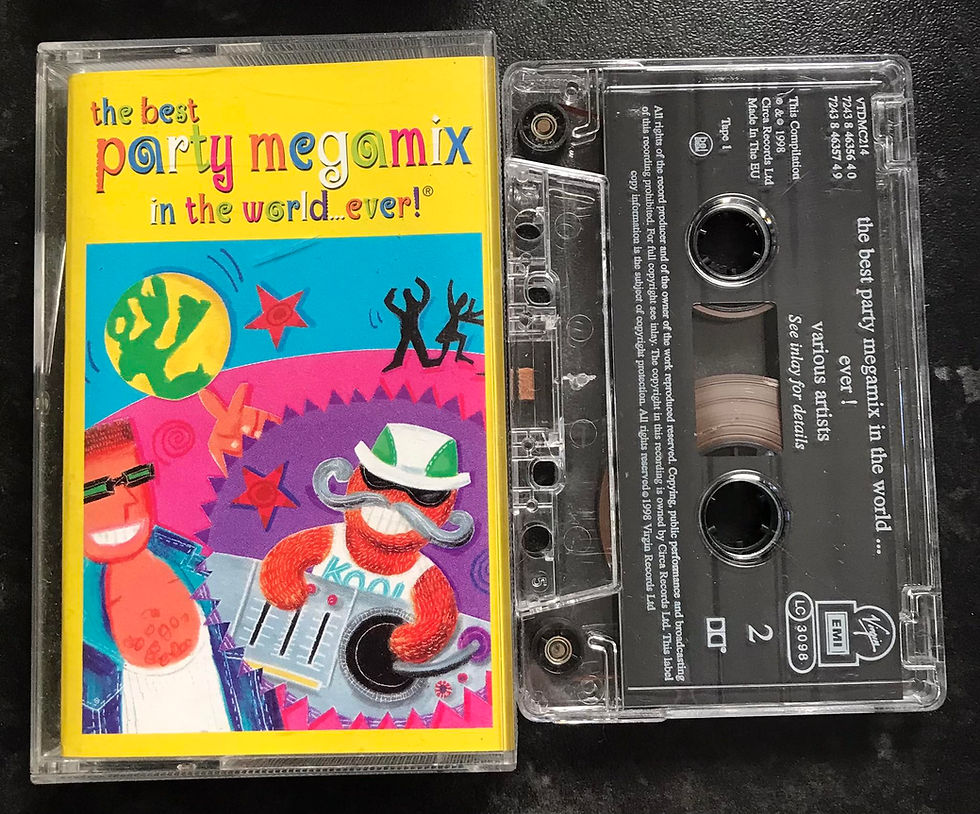 the best
party megamix
in the world...ever!®
KOOL
vTDMC214
7243 8 46356 4 0
7243 8 46357 4 9
This Compilation
℗ & © 1998
Circa Records Ltd
Made In The EU
Tape 1
the best party megamix in the world ...
ever !
various artists
See inlay for details
All rights of the record producer and of the owner of the work reproduced reserved. Copying, public performance and broadcasting
of this recording prohibited. For full copyright see inlay. The copyright in this recording is owned by Circa Records Ltd. This label
copy information is the subject of copyright protection. All rights reserved © 1998 Virgin Records Ltd
2
Virgin
EMI
LC 3098
5